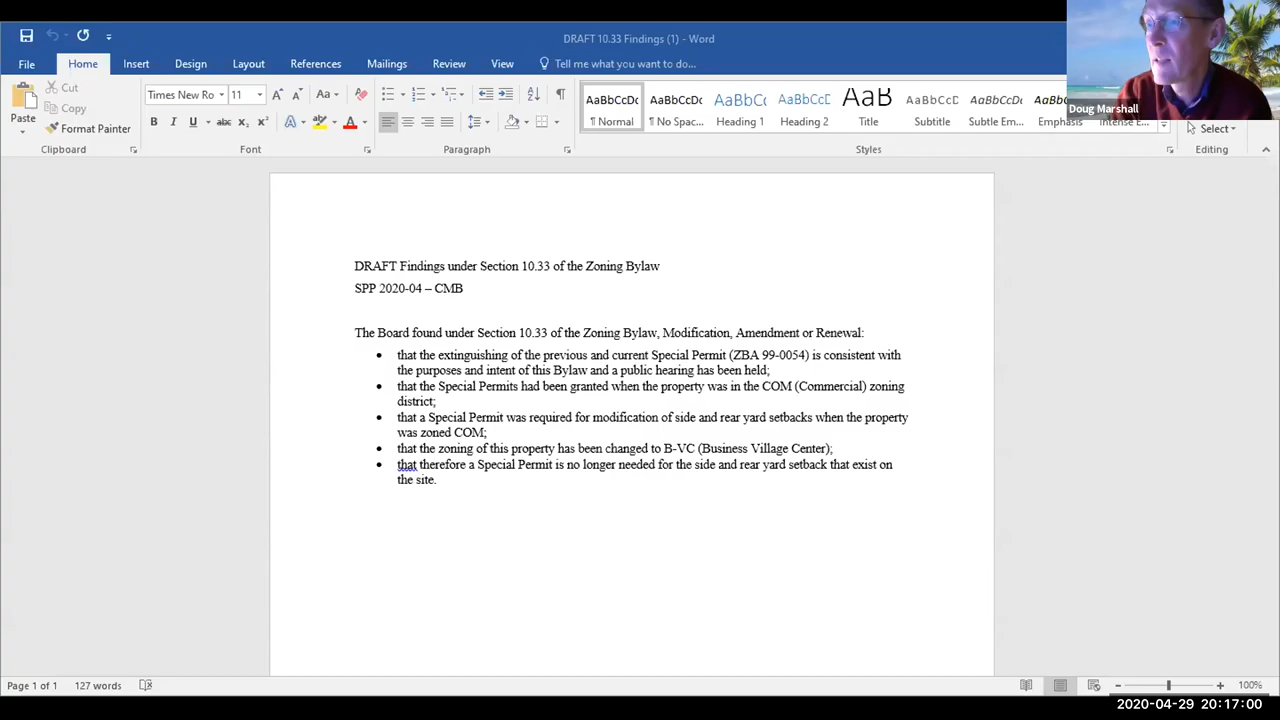 DRAFT 10.33 Findings (1) - Word
File Home Insert Design Layout References Mailings Review View Tell me what you want to do...
Doug Marshall
Paste
Cut
Copy
Format Painter
Clipboard
Times New Ro 11 Aa
B I U abc x₂ x² A A
Font
Paragraph
AaBbCcDc AaBbCcDc AaBbCc AaBbCcD AaB AaBbCcD AaBbCcDc
¶ Normal ¶ No Spac... Heading 1 Heading 2 Title Subtitle Subtle Em... Emphasis Intense E...
Styles
Select
Editing
DRAFT Findings under Section 10.33 of the Zoning Bylaw
SPP 2020-04 – CMB
The Board found under Section 10.33 of the Zoning Bylaw, Modification, Amendment or Renewal:
• that the extinguishing of the previous and current Special Permit (ZBA 99-0054) is consistent with
the purposes and intent of this Bylaw and a public hearing has been held;
• that the Special Permits had been granted when the property was in the COM (Commercial) zoning
district;
• that a Special Permit was required for modification of side and rear yard setbacks when the property
was zoned COM;
• that the zoning of this property has been changed to B-VC (Business Village Center);
• that therefore a Special Permit is no longer needed for the side and rear yard setback that exist on
the site.
Page 1 of 1 127 words 100%
2020-04-29 20:17:00